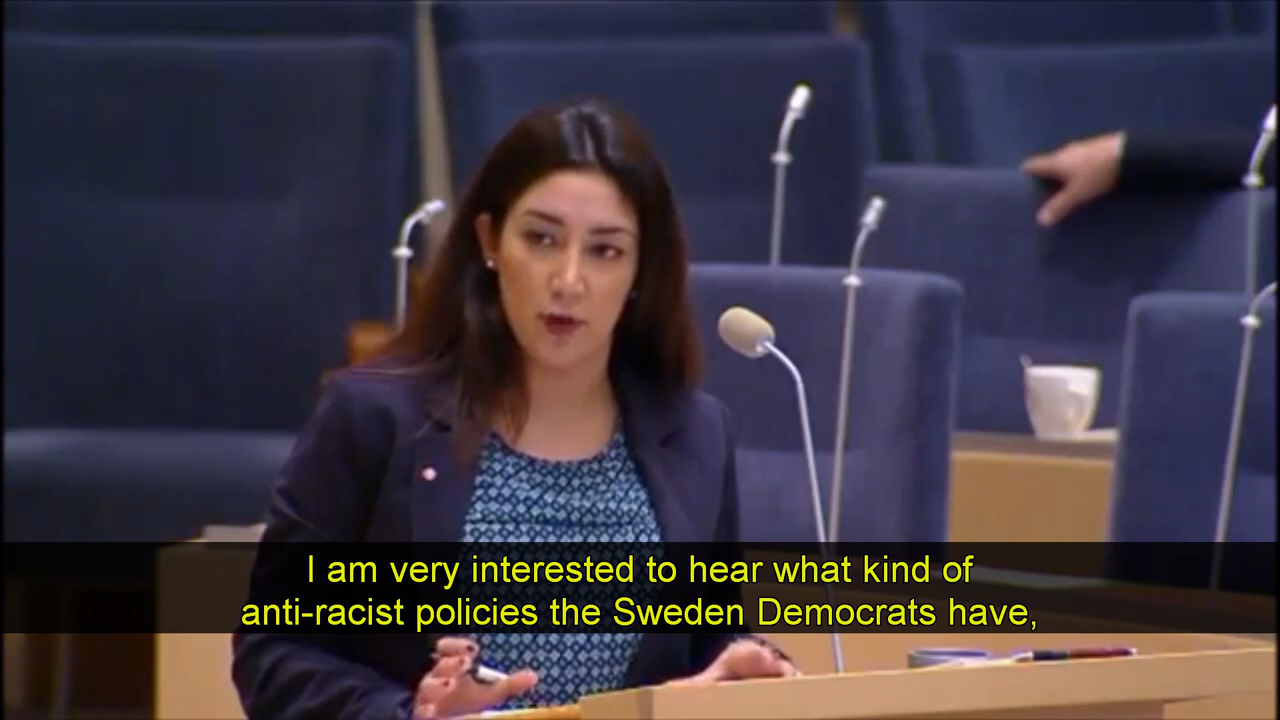 I am very interested to hear what kind of
anti-racist policies the Sweden Democrats have,